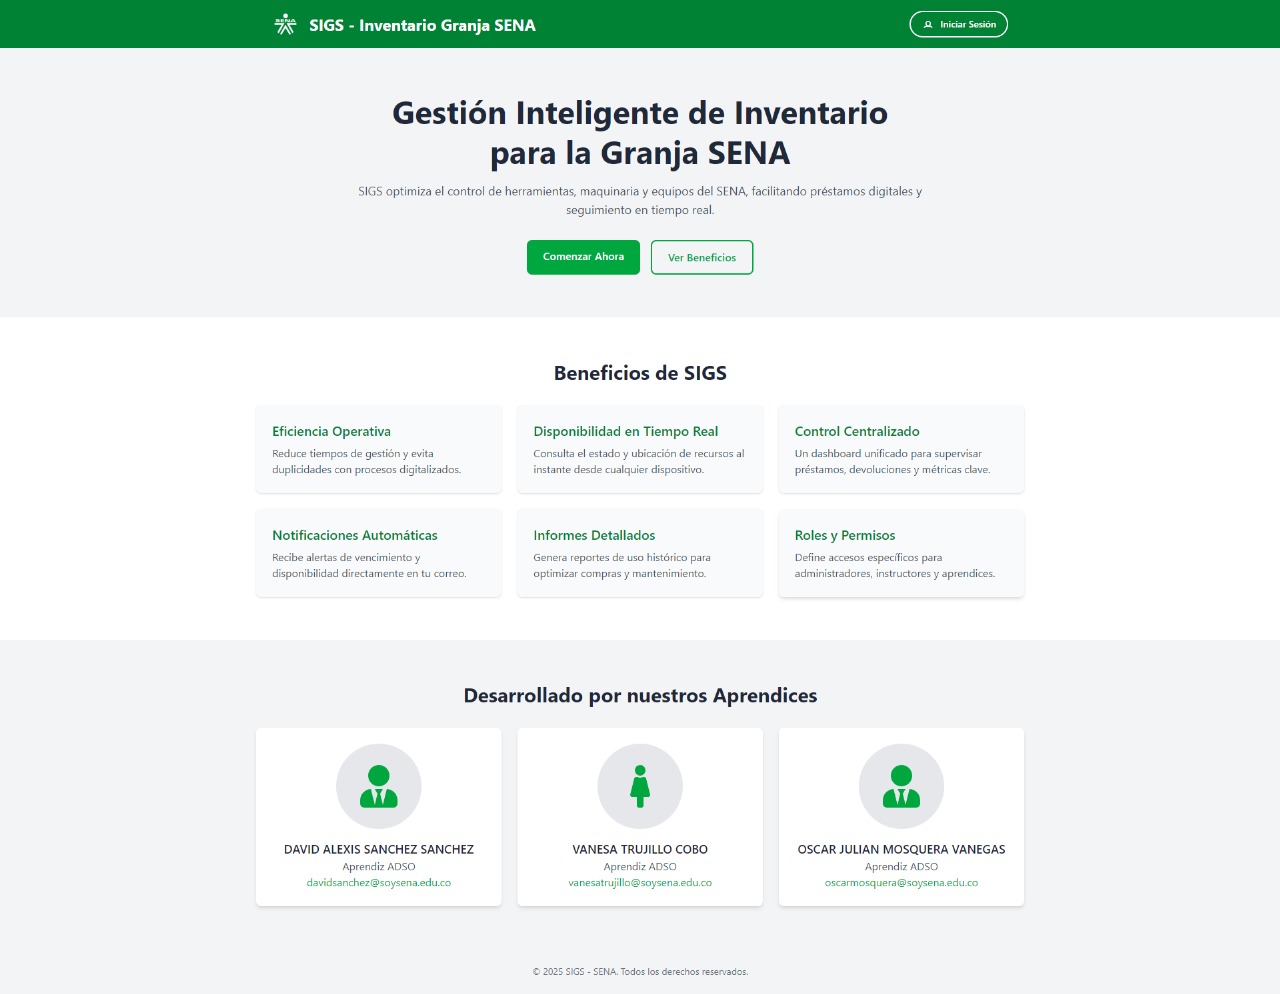 SENA
SIGS - Inventario Granja SENA
Iniciar Sesión
Gestión Inteligente de Inventario
para la Granja SENA
SIGS optimiza el control de herramientas, maquinaria y equipos del SENA, facilitando préstamos digitales y
seguimiento en tiempo real.
Comenzar Ahora
Ver Beneficios
Beneficios de SIGS
Eficiencia Operativa
Reduce tiempos de gestión y evita
duplicidades con procesos digitalizados.
Disponibilidad en Tiempo Real
Consulta el estado y ubicación de recursos al
instante desde cualquier dispositivo.
Control Centralizado
Un dashboard unificado para supervisar
préstamos, devoluciones y métricas clave.
Notificaciones Automáticas
Recibe alertas de vencimiento y
disponibilidad directamente en tu correo.
Informes Detallados
Genera reportes de uso histórico para
optimizar compras y mantenimiento.
Roles y Permisos
Define accesos específicos para
administradores, instructores y aprendices.
Desarrollado por nuestros Aprendices
DAVID ALEXIS SANCHEZ SANCHEZ
Aprendiz ADSO
davidsanchez@soysena.edu.co
VANESA TRUJILLO COBO
Aprendiz ADSO
vanesatrujillo@soysena.edu.co
OSCAR JULIAN MOSQUERA VANEGAS
Aprendiz ADSO
oscarmosquera@soysena.edu.co
© 2025 SIGS - SENA. Todos los derechos reservados.